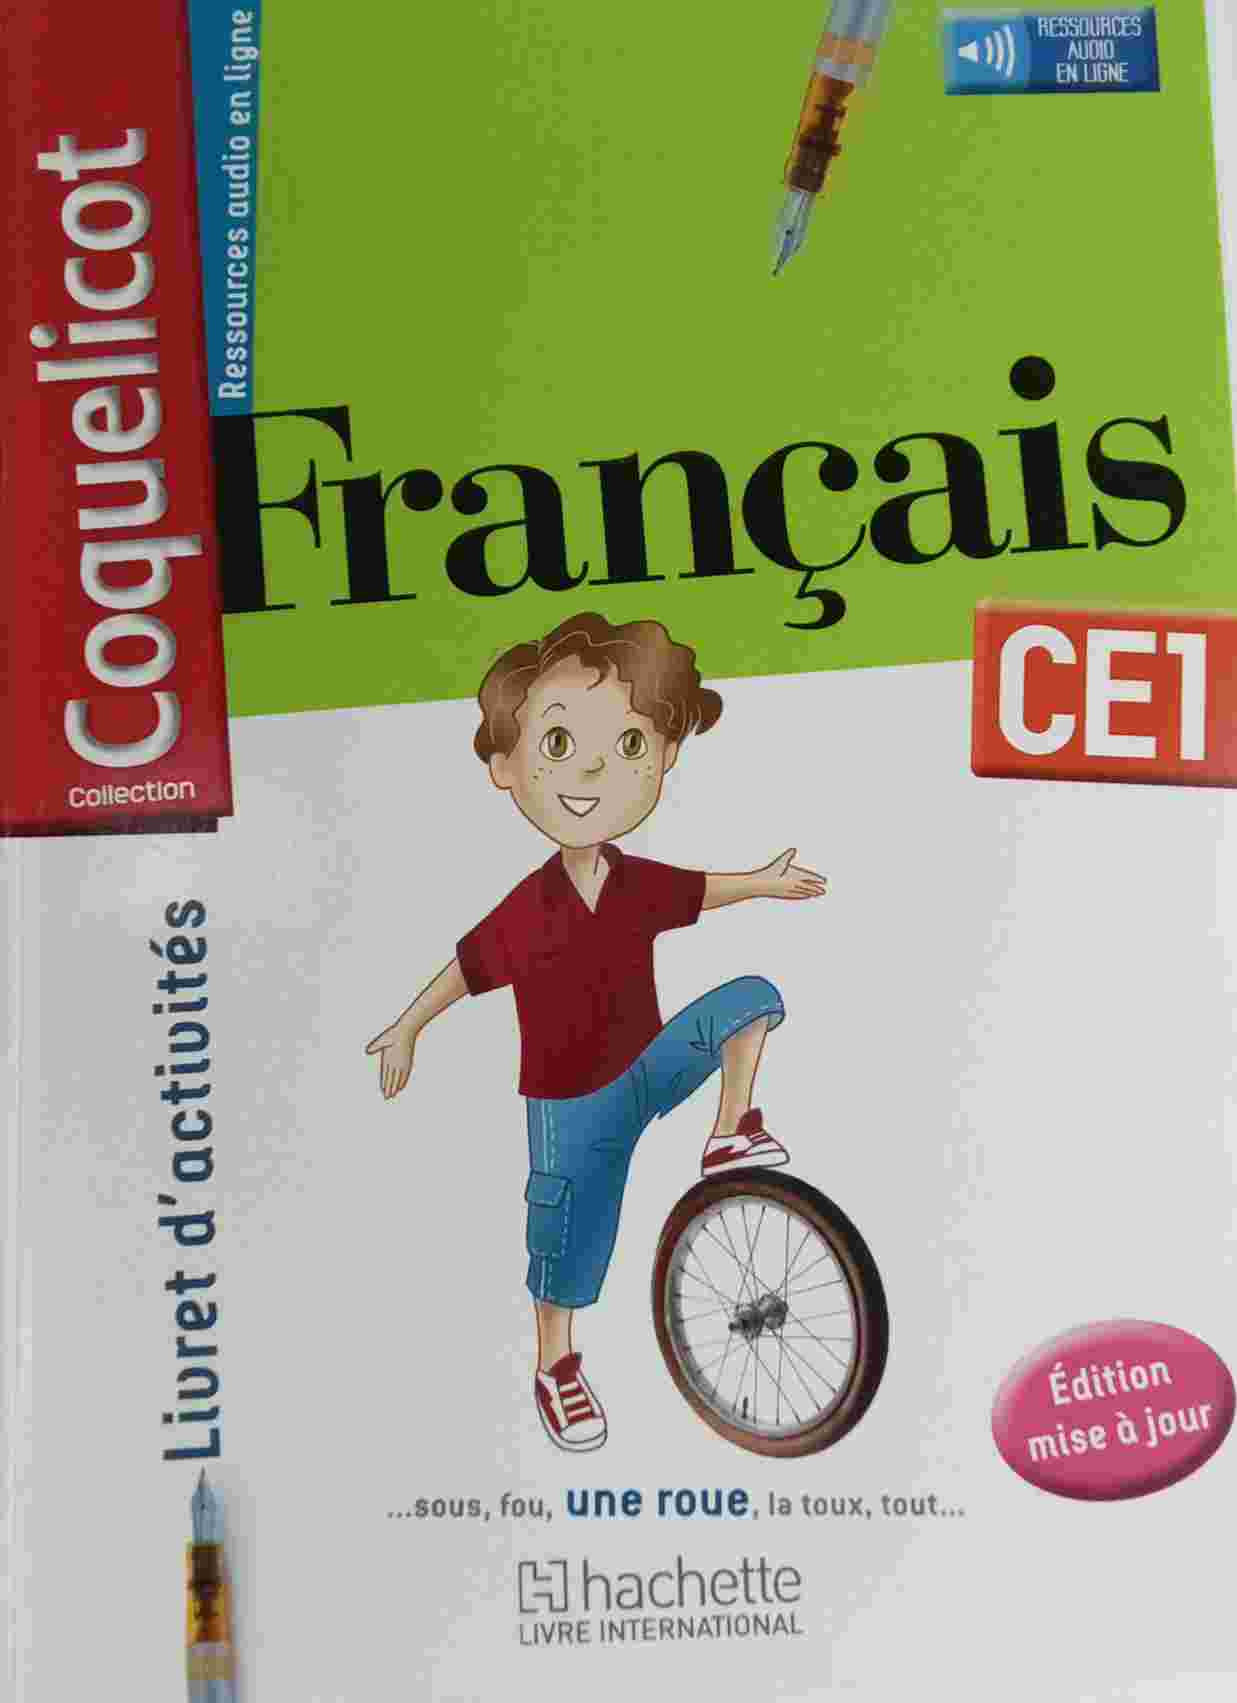 RESSOURCES
AUDIO
EN LIGNE
Ressources audio en ligne
Coquelicot
Collection
Français
CE1
Livret d'activités
Édition
mise à jour
...sous, fou, une roue, la toux, tout...
hachette
LIVRE INTERNATIONAL